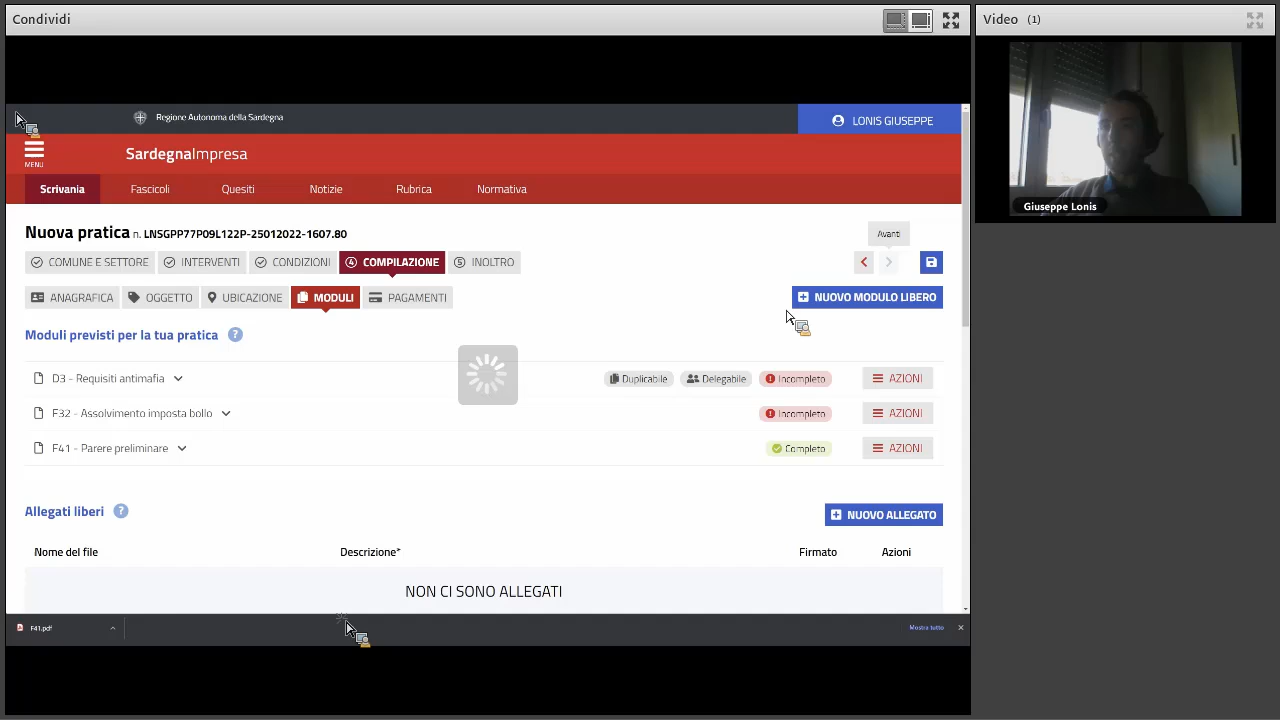 Condividi
Video (1)
Regione Autonoma della Sardegna
LONIS GIUSEPPE
MENU
SardegnaImpresa
Scrivania
Fascicoli
Quesiti
Notizie
Rubrica
Normativa
Nuova pratica n. LNSGPP77P09L122P-25012022-1607.80
Avanti
COMUNE E SETTORE
INTERVENTI
CONDIZIONI
4 COMPILAZIONE
5 INOLTRO
ANAGRAFICA
OGGETTO
UBICAZIONE
MODULI
PAGAMENTI
NUOVO MODULO LIBERO
Moduli previsti per la tua pratica ?
D3 - Requisiti antimafia
Duplicabile
Delegabile
Incompleto
AZIONI
F32 - Assolvimento imposta bollo
Incompleto
AZIONI
F41 - Parere preliminare
Completo
AZIONI
Allegati liberi ?
NUOVO ALLEGATO
Nome del file
Descrizione*
Firmato
Azioni
NON CI SONO ALLEGATI
F41.pdf
Mostra tutto
Giuseppe Lonis